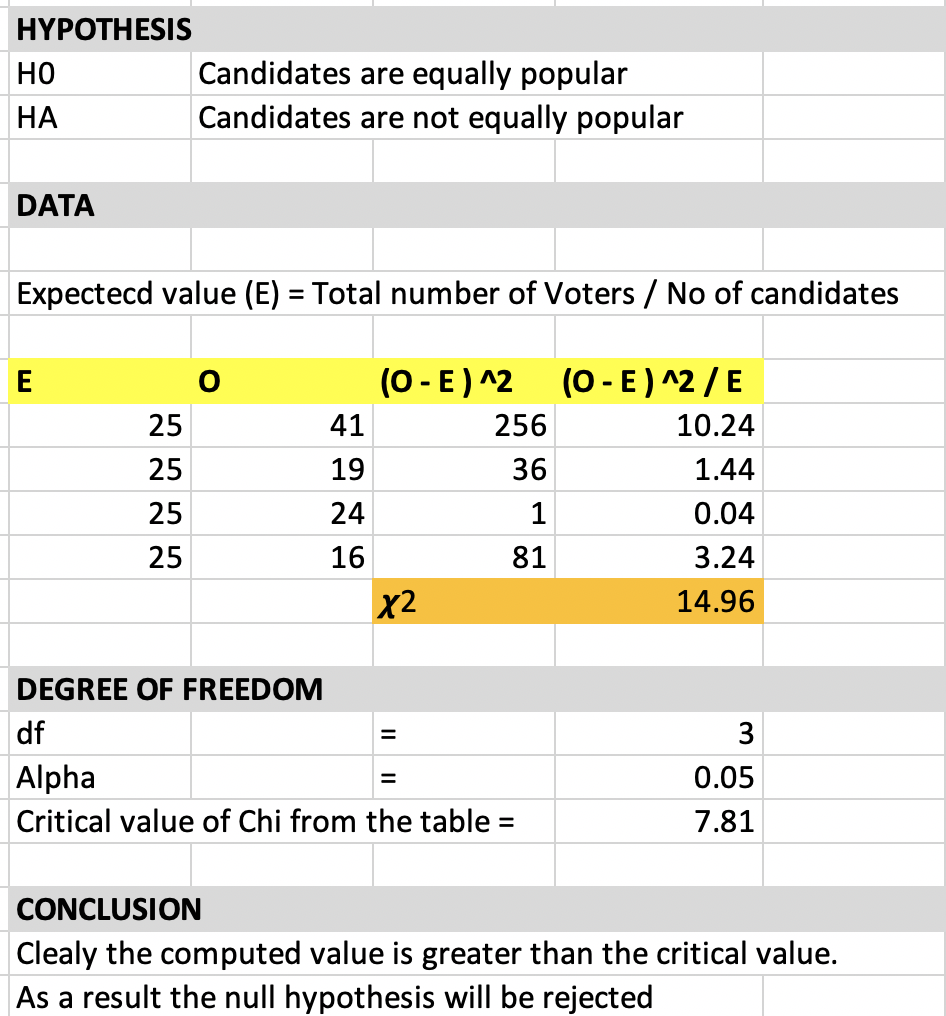 HYPOTHESIS
H0 Candidates are equally popular
HA Candidates are not equally popular
DATA
Expectecd value (E) = Total number of Voters / No of candidates
E O (O - E ) ^2 (O - E ) ^2 / E
25 41 256 10.24
25 19 36 1.44
25 24 1 0.04
25 16 81 3.24
χ2 14.96
DEGREE OF FREEDOM
df = 3
Alpha = 0.05
Critical value of Chi from the table = 7.81
CONCLUSION
Clealy the computed value is greater than the critical value.
As a result the null hypothesis will be rejected